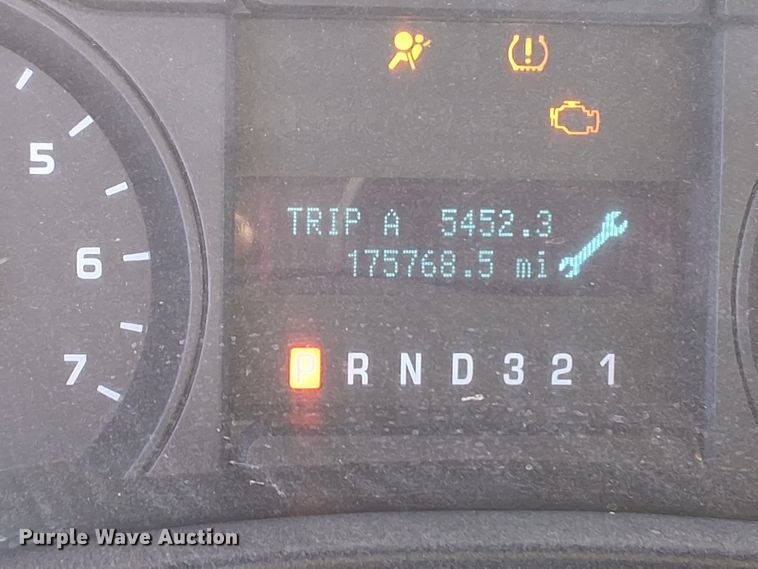 5
6
7
TRIP A 5452.3
175768.5 mi
P R N D 3 2 1
Purple Wave Auction